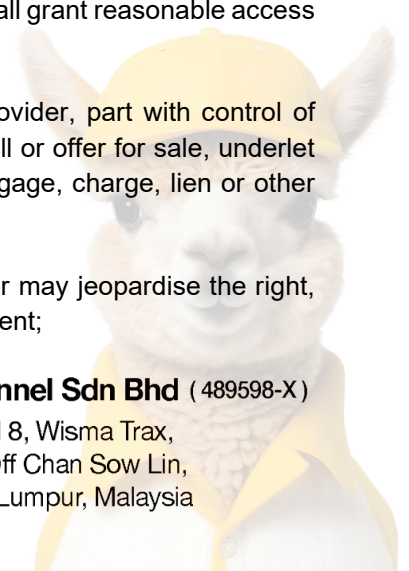 all grant reasonable access
ovider, part with control of
ll or offer for sale, underlet
gage, charge, lien or other
r may jeopardise the right,
ent;
nnel Sdn Bhd (489598-X)
8, Wisma Trax,
ff Chan Sow Lin,
Lumpur, Malaysia